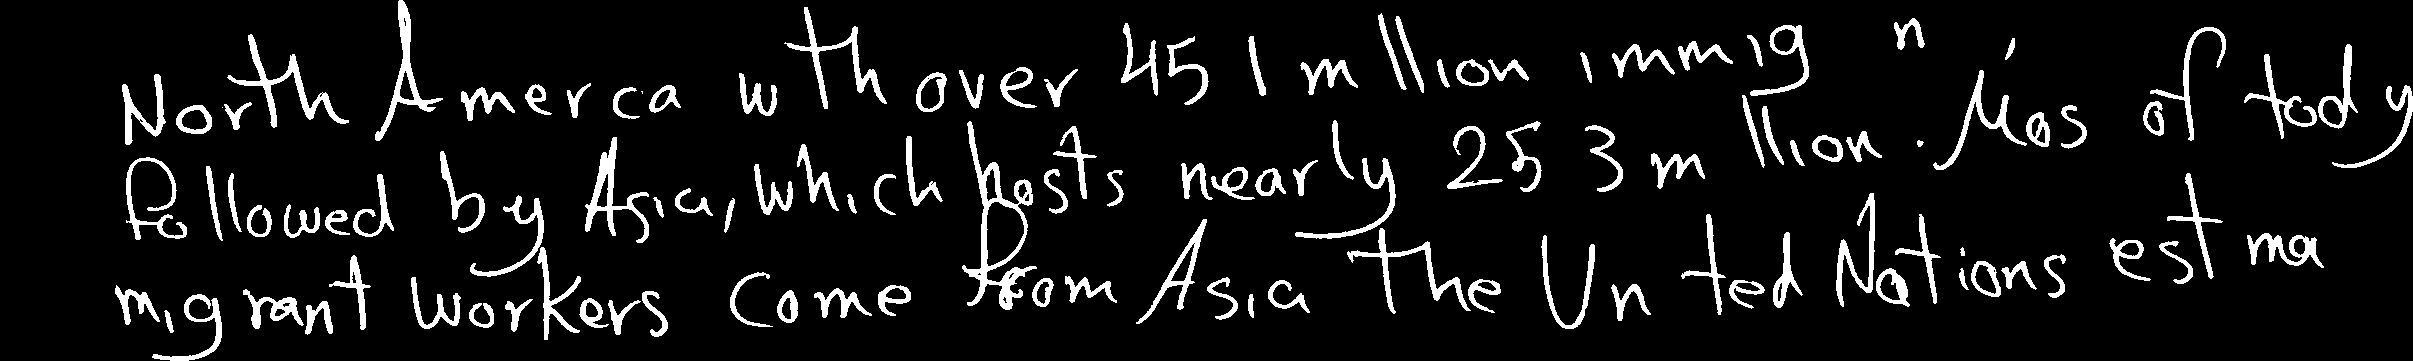 North Amerca wth over 45 1 mllion immig n
followed by Asia, which hosts nearly 25 3 m llion. Mos of tody
migrant workers come from Asia the Un ted Nations est ma